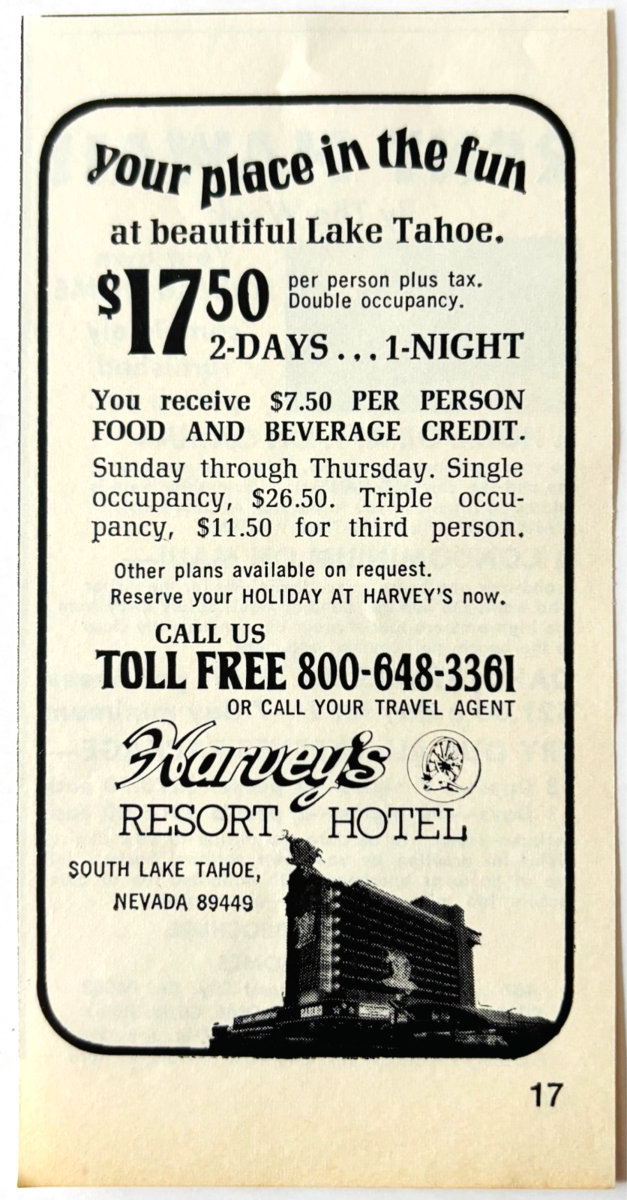 your place in the fun
at beautiful Lake Tahoe.
$17 50 per person plus tax.
Double occupancy.
2-DAYS...1-NIGHT
You receive $7.50 PER PERSON
FOOD AND BEVERAGE CREDIT.
Sunday through Thursday. Single
occupancy, $26.50. Triple occu-
pancy, $11.50 for third person.
Other plans available on request.
Reserve your HOLIDAY AT HARVEY'S now.
CALL US
TOLL FREE 800-648-3361
OR CALL YOUR TRAVEL AGENT
Harvey's
RESORT HOTEL
SOUTH LAKE TAHOE,
NEVADA 89449
17